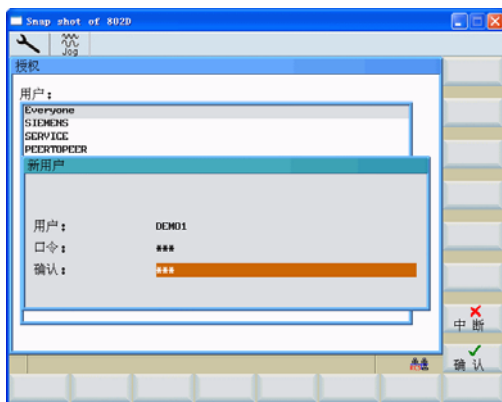 Snap shot of 802D
Jog
授权
用户：
Everyone
SIEMENS
SERVICE
PEERTOPEER
新用户
用户： DEMO1
口令： ***
确认： ***
中断
确认